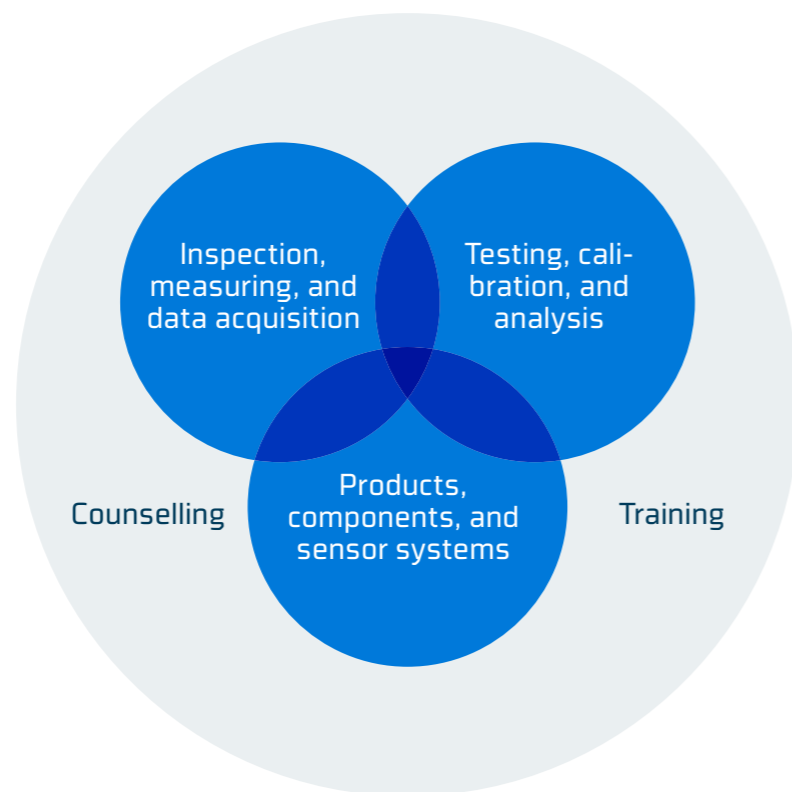 Inspection,
measuring, and
data acquisition
Testing, cali-
bration, and
analysis
Products,
components, and
sensor systems
Counselling
Training